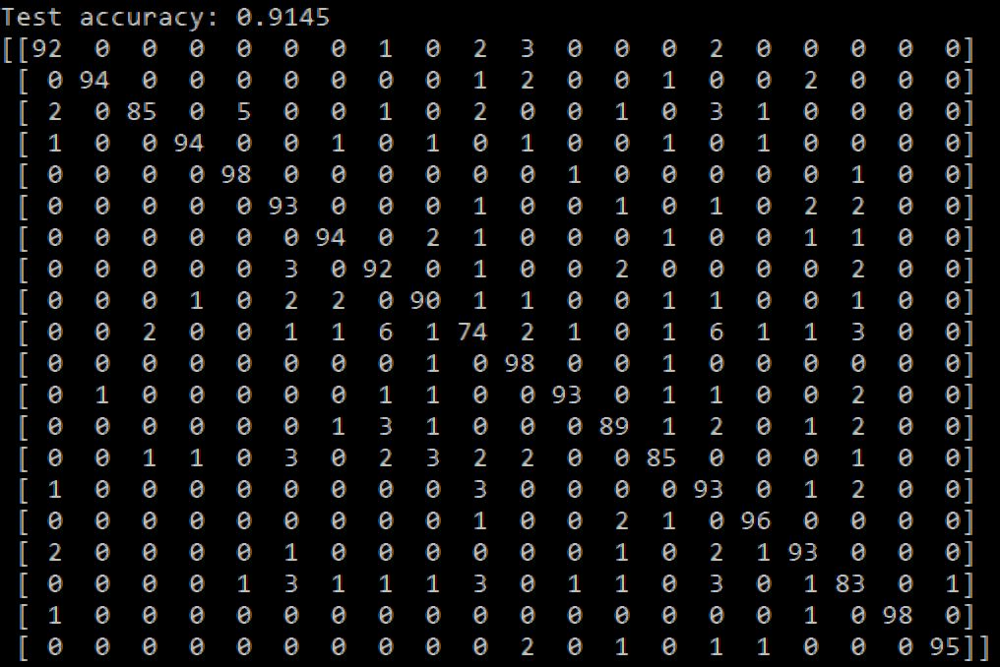 Test accuracy: 0.9145
[[92  0  0  0  0  0  0  1  0  2  3  0  0  0  2  0  0  0  0  0]
 [ 0 94  0  0  0  0  0  0  0  1  2  0  0  1  0  0  2  0  0  0]
 [ 2  0 85  0  5  0  0  1  0  2  0  0  1  0  3  1  0  0  0  0]
 [ 1  0  0 94  0  0  1  0  1  0  1  0  0  1  0  1  0  0  0  0]
 [ 0  0  0  0 98  0  0  0  0  0  0  1  0  0  0  0  0  1  0  0]
 [ 0  0  0  0  0 93  0  0  0  1  0  0  1  0  1  0  2  2  0  0]
 [ 0  0  0  0  0  0 94  0  2  1  0  0  0  1  0  0  1  1  0  0]
 [ 0  0  0  0  0  3  0 92  0  1  0  0  2  0  0  0  0  2  0  0]
 [ 0  0  0  1  0  2  2  0 90  1  1  0  0  1  1  0  0  1  0  0]
 [ 0  0  2  0  0  1  1  6  1 74  2  1  0  1  6  1  1  3  0  0]
 [ 0  0  0  0  0  0  0  0  1  0 98  0  0  1  0  0  0  0  0  0]
 [ 0  1  0  0  0  0  0  1  1  0  0 93  0  1  1  0  0  2  0  0]
 [ 0  0  0  0  0  0  1  3  1  0  0  0 89  1  2  0  1  2  0  0]
 [ 0  0  1  1  0  3  0  2  3  2  2  0  0 85  0  0  0  1  0  0]
 [ 1  0  0  0  0  0  0  0  0  3  0  0  0  0 93  0  1  2  0  0]
 [ 0  0  0  0  0  0  0  0  0  1  0  0  2  1  0 96  0  0  0  0]
 [ 2  0  0  0  0  1  0  0  0  0  0  0  1  0  2  1 93  0  0  0]
 [ 0  0  0  0  1  3  1  1  1  3  0  1  1  0  3  0  1 83  0  1]
 [ 1  0  0  0  0  0  0  0  0  0  0  0  0  0  0  0  1  0 98  0]
 [ 0  0  0  0  0  0  0  0  0  0  2  0  1  0  1  1  0  0  0 95]]